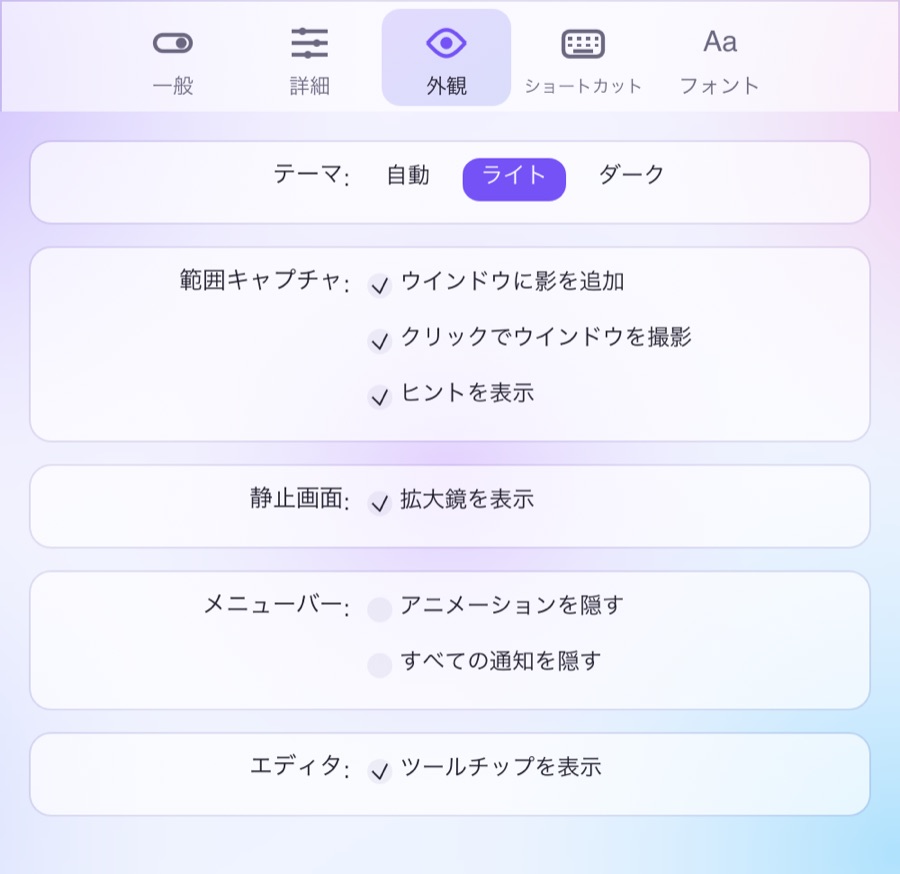 一般
詳細
外観
ショートカット
Aa
フォント
テーマ: 自動 ライト ダーク
範囲キャプチャ: ウインドウに影を追加
クリックでウインドウを撮影
ヒントを表示
静止画面: 拡大鏡を表示
メニューバー: アニメーションを隠す
すべての通知を隠す
エディタ: ツールチップを表示